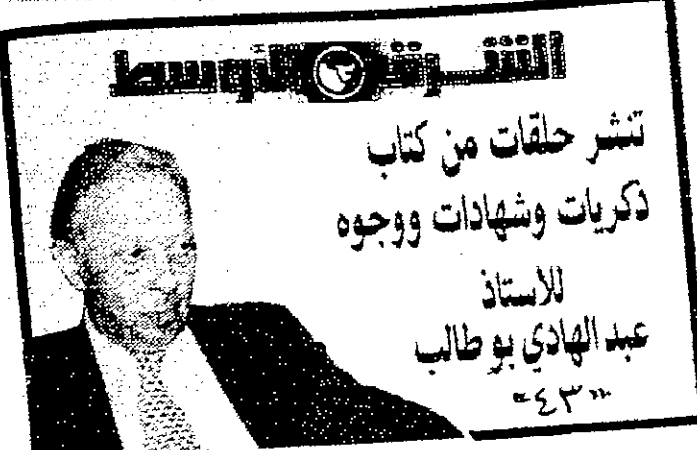 الشرق الأوسط
تنشر حلقات من كتاب
ذكريات وشهادات ووجوه
للأستاذ
عبد الهادي بو طالب
«٤٣»